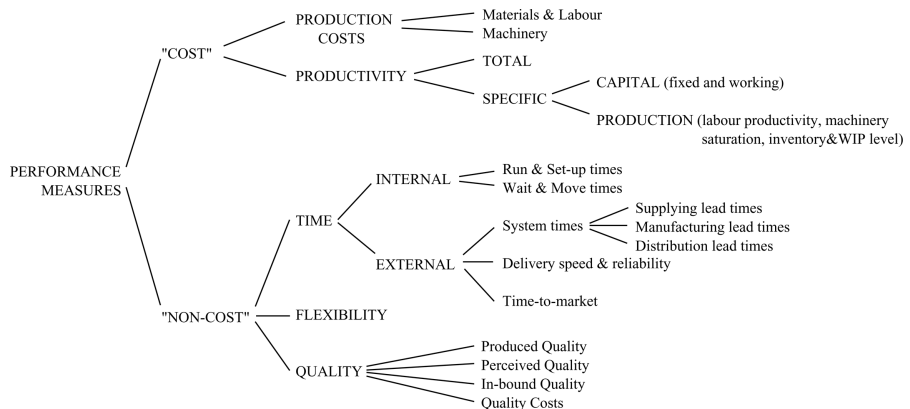 PRODUCTION
COSTS
Materials & Labour
Machinery
"COST"
PRODUCTIVITY
TOTAL
SPECIFIC
CAPITAL (fixed and working)
PRODUCTION (labour productivity, machinery
saturation, inventory&WIP level)
PERFORMANCE
MEASURES
INTERNAL
Run & Set-up times
Wait & Move times
TIME
EXTERNAL
System times
Supplying lead times
Manufacturing lead times
Distribution lead times
Delivery speed & reliability
Time-to-market
"NON-COST"
FLEXIBILITY
QUALITY
Produced Quality
Perceived Quality
In-bound Quality
Quality Costs